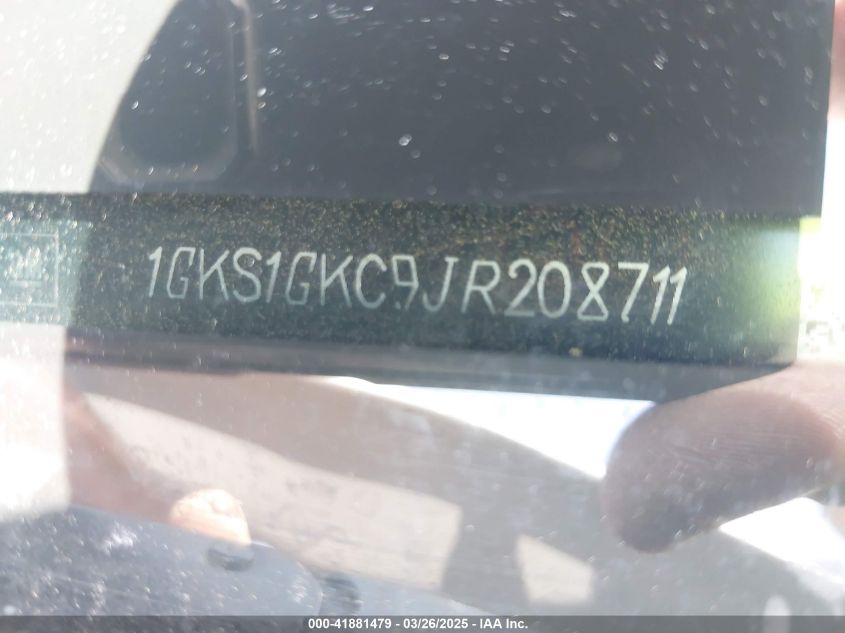 1GKS1GKC9JR208711
000-41881479 - 03/26/2025 - IAA Inc.